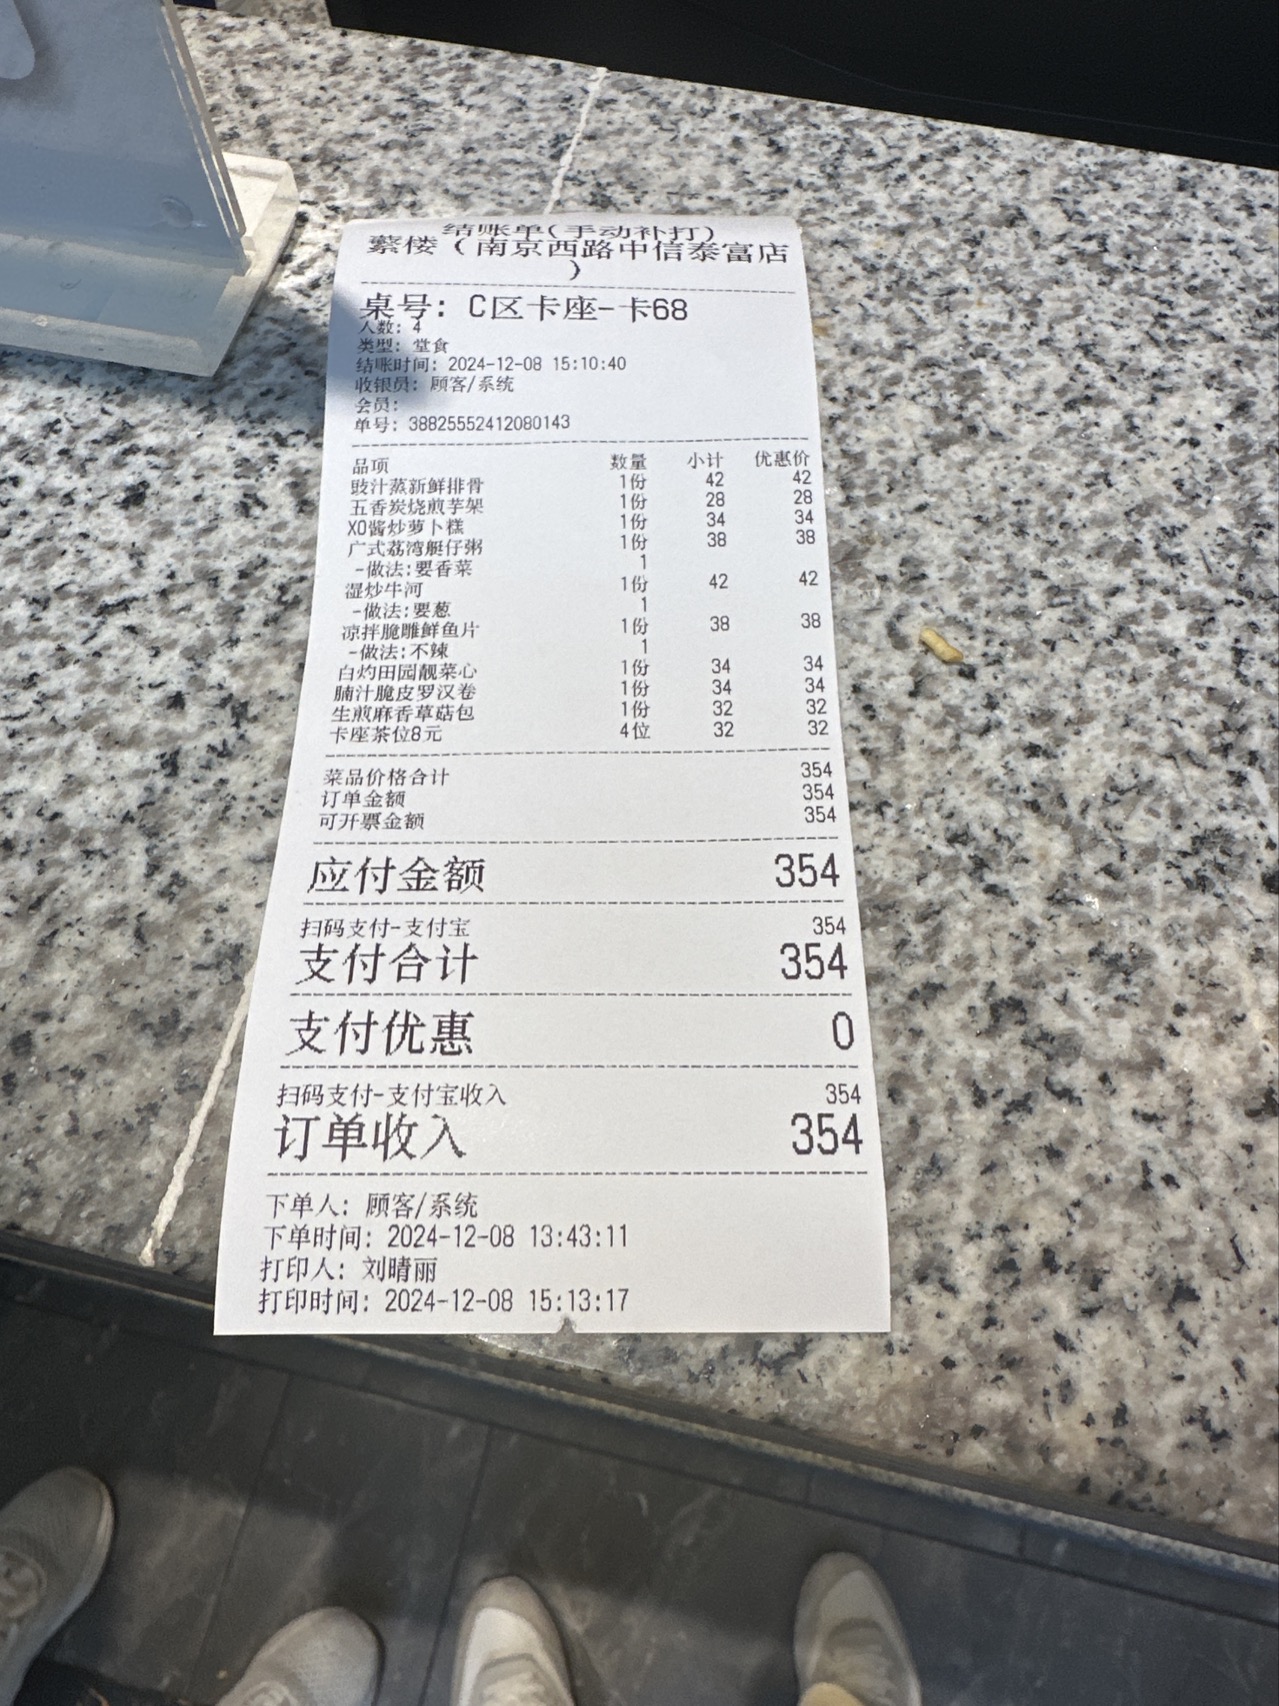 结账单(手动补打)
蘩楼（南京西路中信泰富店
）
桌号: C区卡座-卡68
人数: 4
类型: 堂食
结账时间: 2024-12-08 15:10:40
收银员: 顾客/系统
会员:
单号: 38825552412080143
品项 数量 小计 优惠价
豉汁蒸新鲜排骨 1份 42 42
五香炭烧煎芋架 1份 28 28
XO酱炒萝卜糕 1份 34 34
广式荔湾艇仔粥 1份 38 38
-做法:要香菜 1
湿炒牛河 1份 42 42
-做法:要葱 1
凉拌脆雕鲜鱼片 1份 38 38
-做法:不辣 1
白灼田园靓菜心 1份 34 34
腩汁脆皮罗汉卷 1份 34 34
生煎麻香草菇包 1份 32 32
卡座茶位8元 4位 32 32
菜品价格合计 354
订单金额 354
可开票金额 354
应付金额 354
扫码支付-支付宝 354
支付合计 354
支付优惠 0
扫码支付-支付宝收入 354
订单收入 354
下单人: 顾客/系统
下单时间: 2024-12-08 13:43:11
打印人: 刘晴丽
打印时间: 2024-12-08 15:13:17